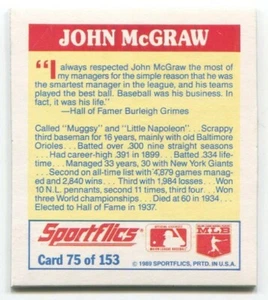 JOHN McGRAW
"I always respected John McGraw the most of
my managers for the simple reason that he was
the smartest manager in the league, and his teams
played the best baseball. Baseball was his business. In
fact, it was his life."
—Hall of Famer Burleigh Grimes
Called "Muggsy" and "Little Napoleon"... Scrappy
third baseman for 16 years, mainly with old Baltimore
Orioles...Batted over .300 nine straight seasons
...Had career-high .391 in 1899...Batted .334 life-
time...Managed 33 years, 30 with New York Giants
...Second on all-time list with 4,879 games managed
and 2,840 wins...Third with 1,984 losses...Won
10 N.L. pennants, second 11 times, third four...Won
three World Championships...Died at 60 in 1934...
Elected to Hall of Fame in 1937.
Sportflics
Card 75 of 153
MLB
© 1989 SPORTFLICS, PRTD. IN U.S.A.